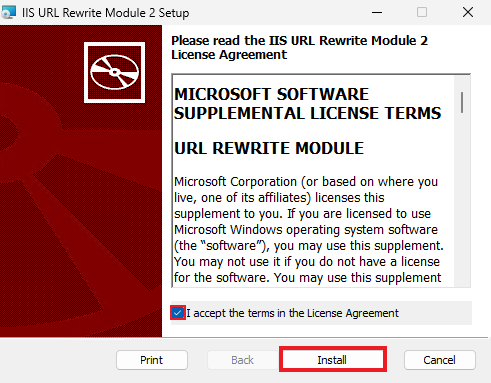 IIS URL Rewrite Module 2 Setup
Please read the IIS URL Rewrite Module 2
License Agreement
MICROSOFT SOFTWARE
SUPPLEMENTAL LICENSE TERMS
URL REWRITE MODULE
Microsoft Corporation (or based on where you
live, one of its affiliates) licenses this
supplement to you. If you are licensed to use
Microsoft Windows operating system software
(the “software”), you may use this supplement.
You may not use it if you do not have a license
for the software. You may use this supplement
I accept the terms in the License Agreement
Print
Back
Install
Cancel